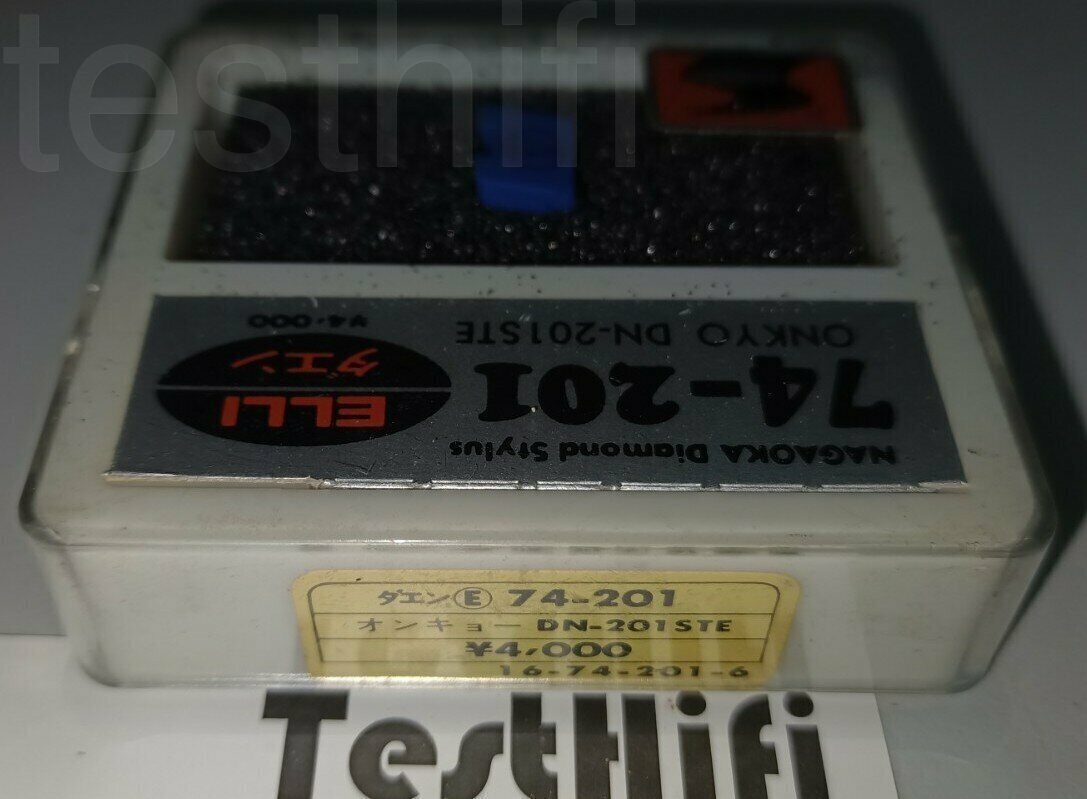 testhifi
NAGAOKA Diamond Stylus
74-201
ONKYO DN-201STE
ELLI
ダエン
¥4,000
ダエン Ⓔ 74-201
オンキョー DN-201STE
¥4,000
16-74-201-6
TestHifi